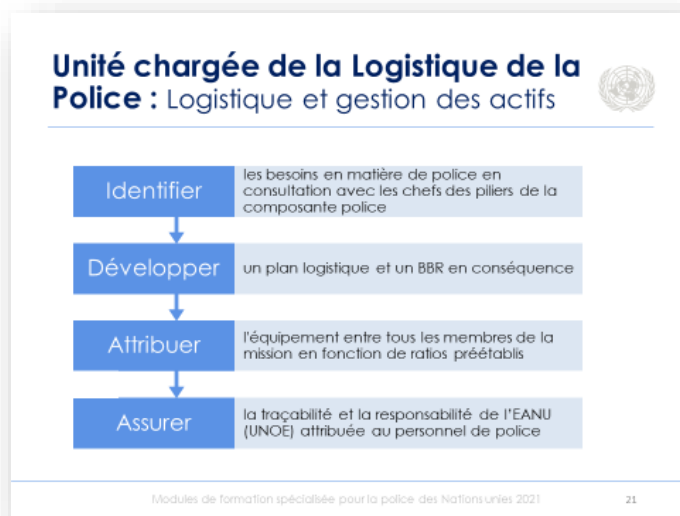 Unité chargée de la Logistique de la
Police : Logistique et gestion des actifs
Identifier
les besoins en matière de police en
consultation avec les chefs des piliers de la
composante police
Développer
un plan logistique et un BBR en conséquence
Attribuer
l'équipement entre tous les membres de la
mission en fonction de ratios préétablis
Assurer
la traçabilité et la responsabilité de l'EANU
(UNOE) attribuée au personnel de police
Modules de formation spécialisée pour la police des Nations unies 2021
21